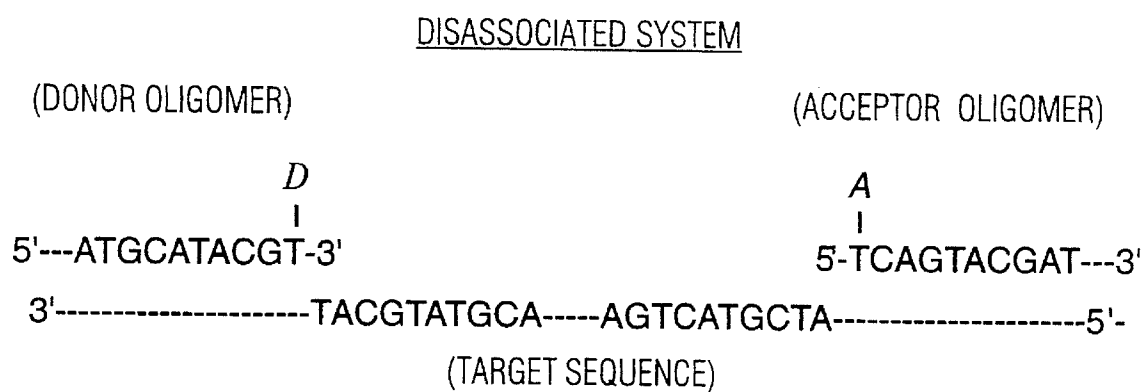 DISASSOCIATED SYSTEM
(DONOR OLIGOMER) (ACCEPTOR OLIGOMER)
D A
5'---ATGCATACGT-3' 5-TCAGTACGAT---3'
3'----------------------TACGTATGCA-----AGTCATGCTA----------------------5'-
(TARGET SEQUENCE)